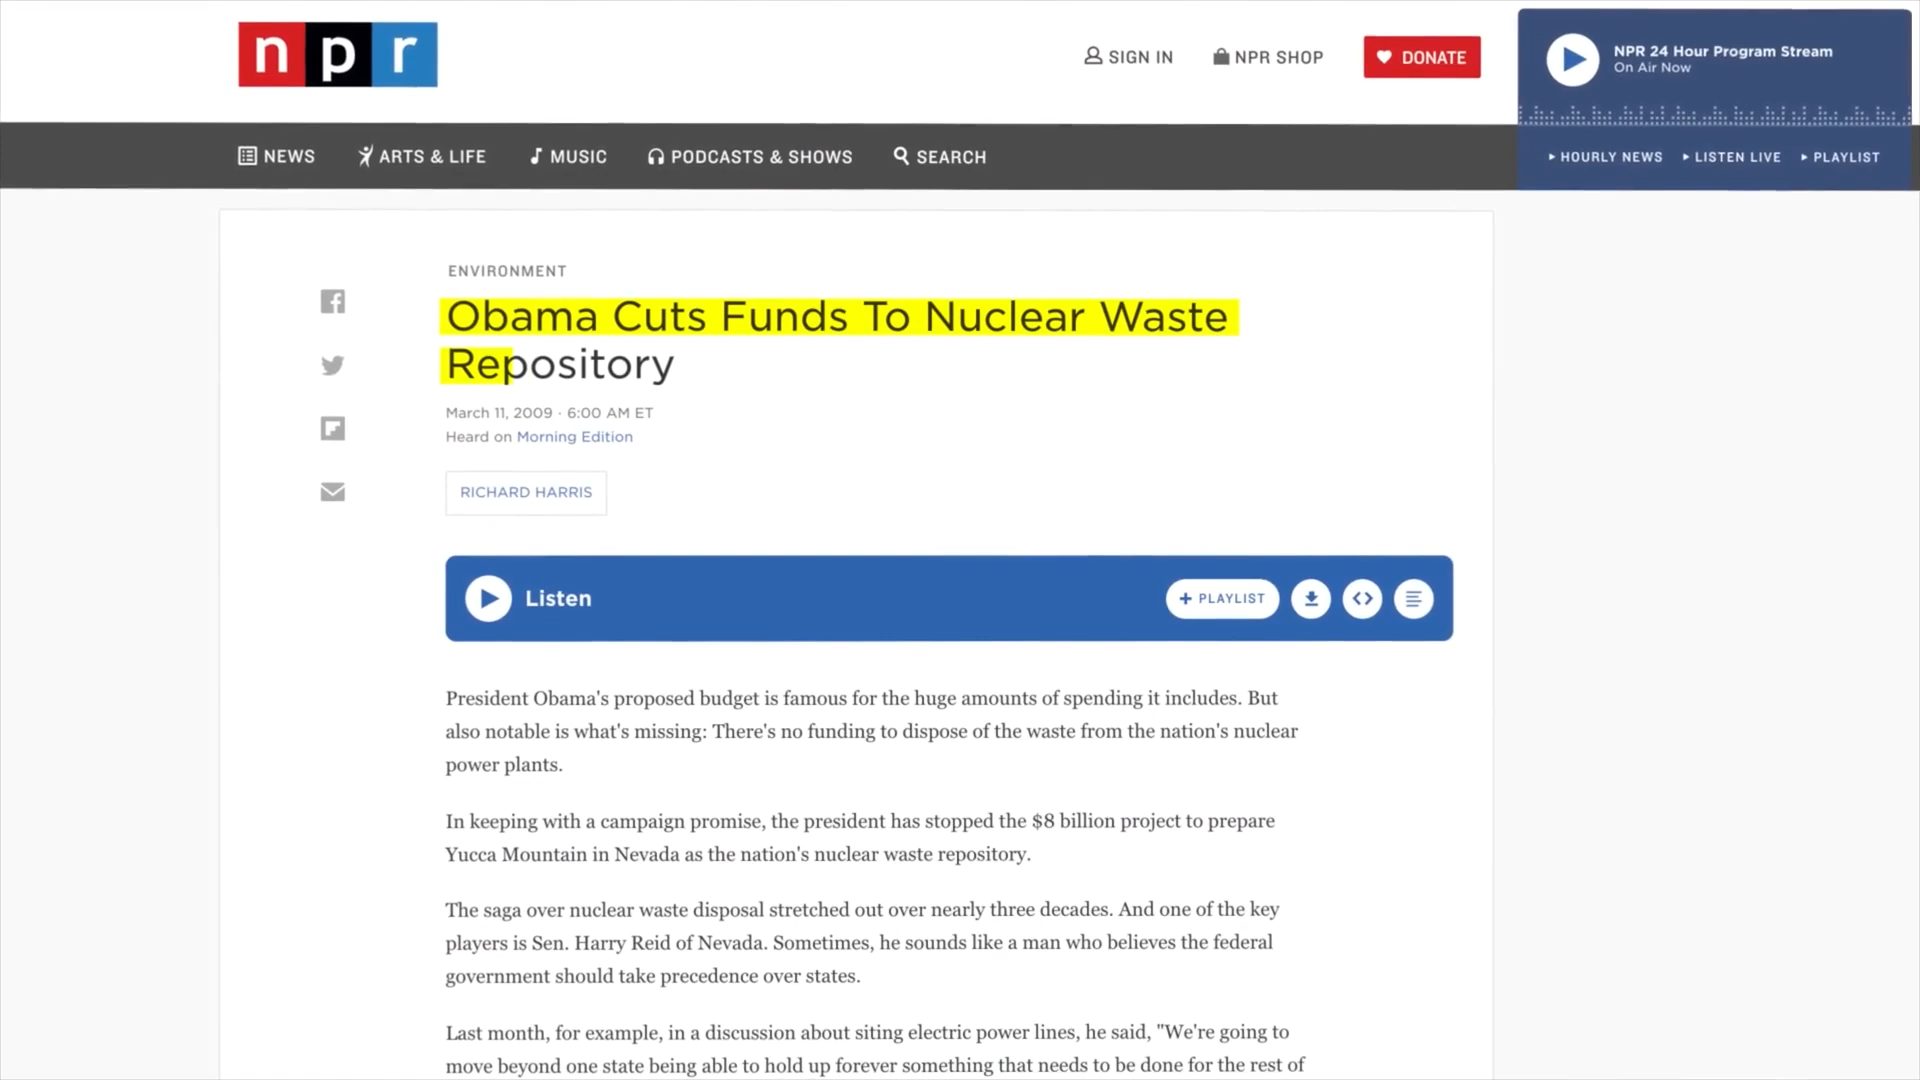 npr
SIGN IN
NPR SHOP
DONATE
NPR 24 Hour Program Stream
On Air Now
NEWS
ARTS & LIFE
MUSIC
PODCASTS & SHOWS
SEARCH
HOURLY NEWS
LISTEN LIVE
PLAYLIST
ENVIRONMENT
Obama Cuts Funds To Nuclear Waste
Repository
March 11, 2009 · 6:00 AM ET
Heard on Morning Edition
RICHARD HARRIS
Listen
+ PLAYLIST
President Obama's proposed budget is famous for the huge amounts of spending it includes. But
also notable is what's missing: There's no funding to dispose of the waste from the nation's nuclear
power plants.
In keeping with a campaign promise, the president has stopped the $8 billion project to prepare
Yucca Mountain in Nevada as the nation's nuclear waste repository.
The saga over nuclear waste disposal stretched out over nearly three decades. And one of the key
players is Sen. Harry Reid of Nevada. Sometimes, he sounds like a man who believes the federal
government should take precedence over states.
Last month, for example, in a discussion about siting electric power lines, he said, "We're going to
move beyond one state being able to hold up forever something that needs to be done for the rest of